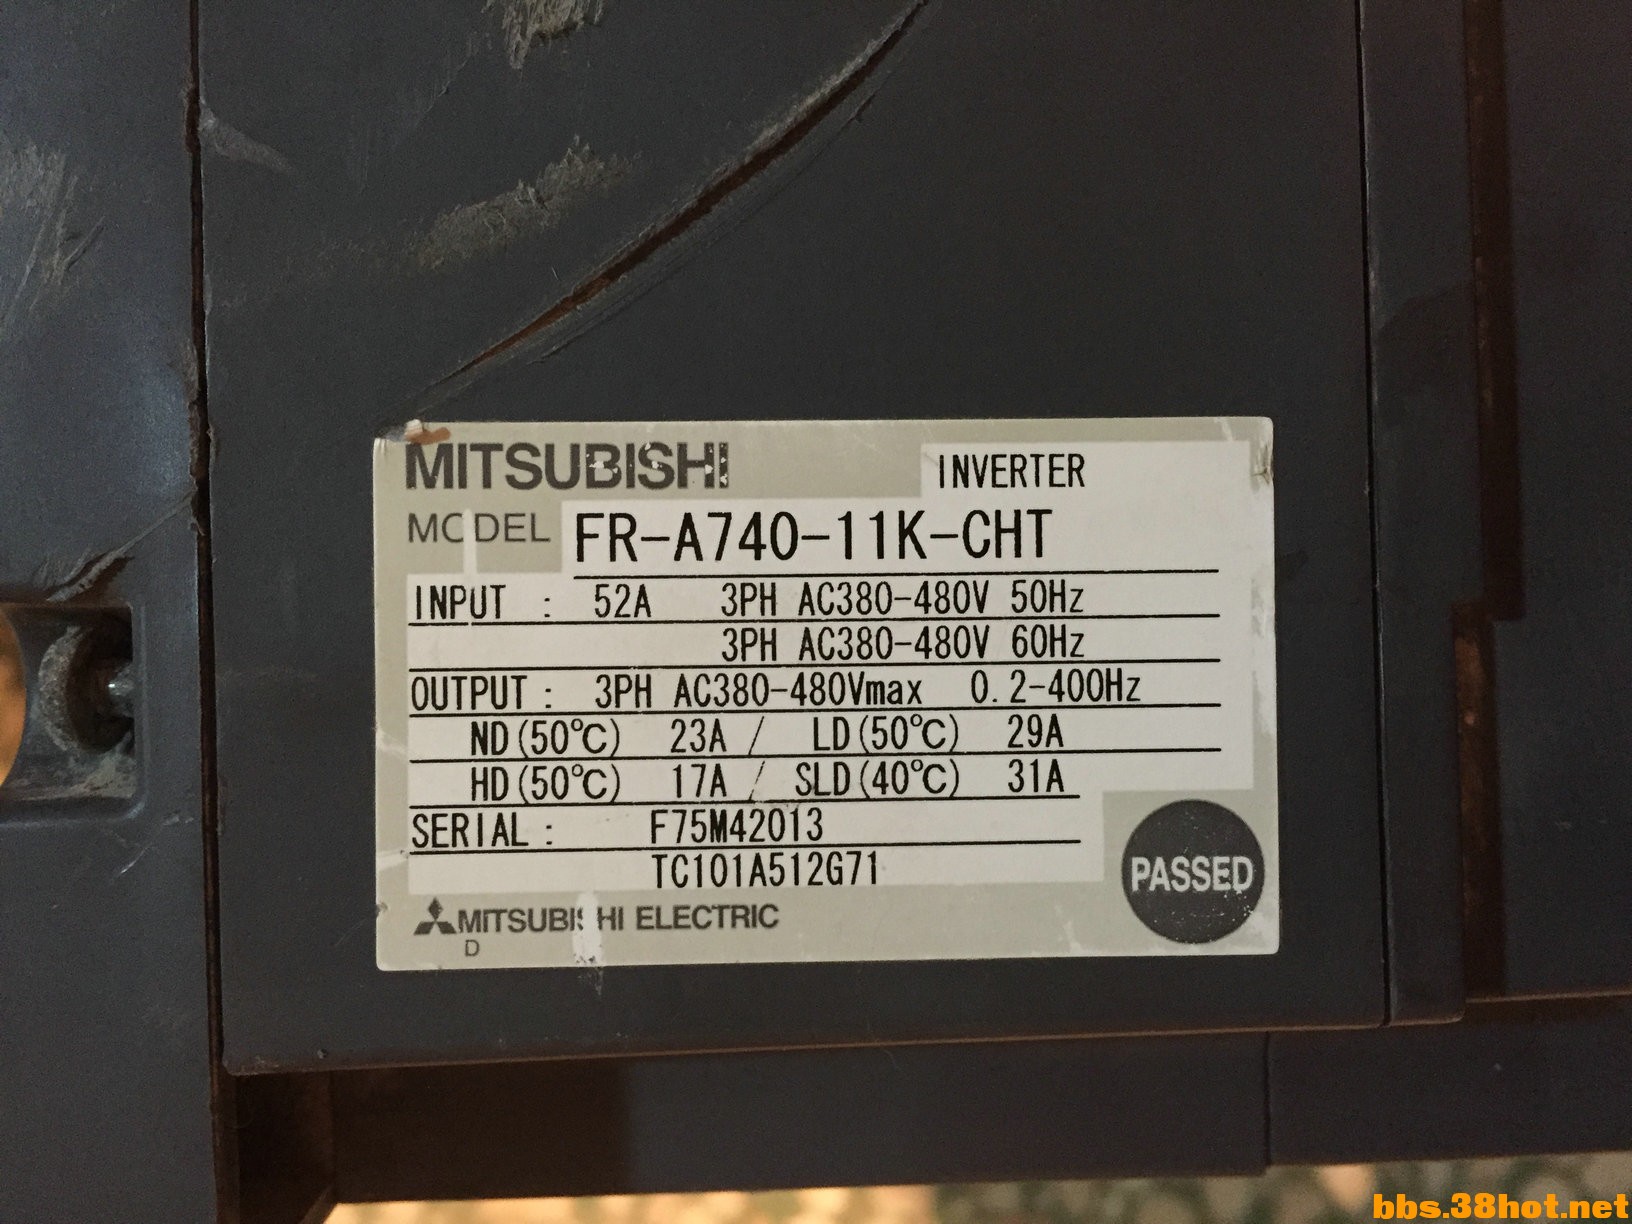 MITSUBISHI INVERTER
MODEL FR-A740-11K-CHT
INPUT : 52A 3PH AC380-480V 50Hz
3PH AC380-480V 60Hz
OUTPUT : 3PH AC380-480Vmax 0.2-400Hz
ND(50℃) 23A / LD(50℃) 29A
HD(50℃) 17A / SLD(40℃) 31A
SERIAL : F75M42013
TC101A512G71
PASSED
MITSUBISHI ELECTRIC
D
bbs.38hot.net